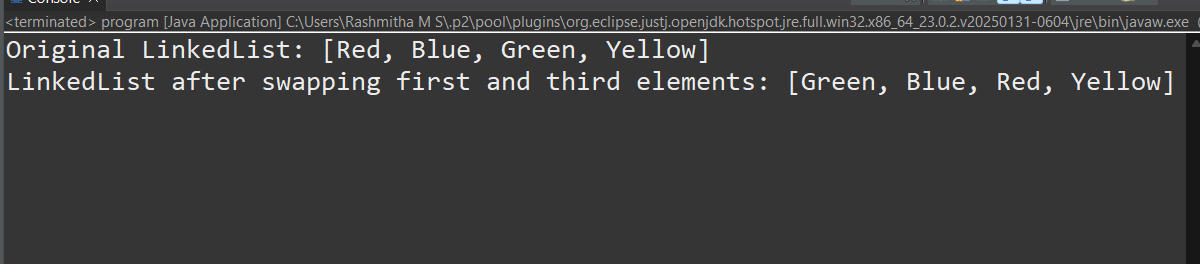 Console
<terminated> program [Java Application] C:\Users\Rashmitha M S\.p2\pool\plugins\org.eclipse.justj.openjdk.hotspot.jre.full.win32.x86_64_23.0.2.v20250131-0604\jre\bin\javaw.exe (
Original LinkedList: [Red, Blue, Green, Yellow]
LinkedList after swapping first and third elements: [Green, Blue, Red, Yellow]